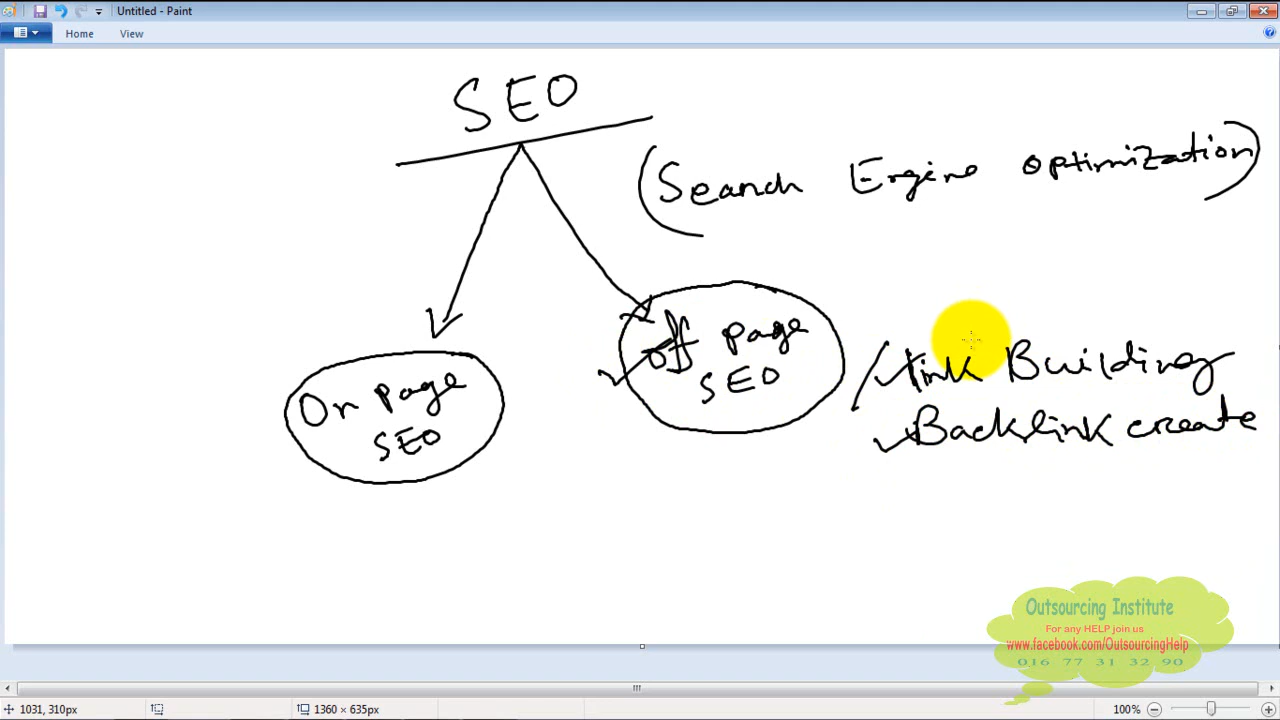 Untitled - Paint
Home View
SEO
(Search Engine optimization)
Off page
SEO
On page
SEO
/ Link Building
Backlink create
Outsourcing Institute
For any HELP join us
www.facebook.com/OutsourcingHelp
016 77 31 32 90
1031, 310px
1360 × 635px
100%